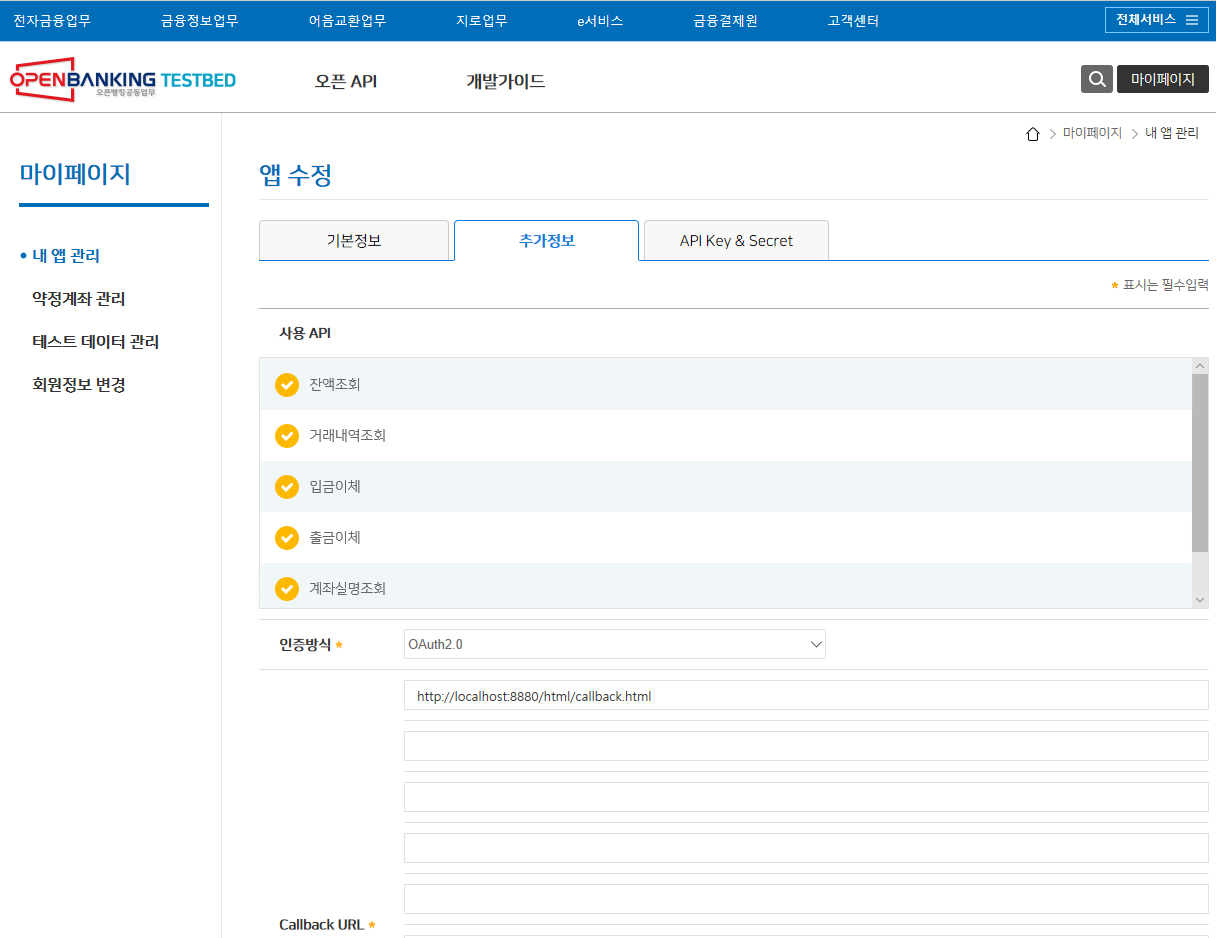 전자금융업무 금융정보업무 어음교환업무 지로업무 e서비스 금융결제원 고객센터 전체서비스
OPENBANKING TESTBED
오픈뱅킹공동업무
오픈 API 개발가이드 마이페이지
마이페이지 > 내 앱 관리
마이페이지
내 앱 관리
약정계좌 관리
테스트 데이터 관리
회원정보 변경
앱 수정
기본정보 추가정보 API Key & Secret
* 표시는 필수입력
사용 API
잔액조회
거래내역조회
입금이체
출금이체
계좌실명조회
인증방식 * OAuth2.0
http://localhost:8880/html/callback.html
Callback URL *